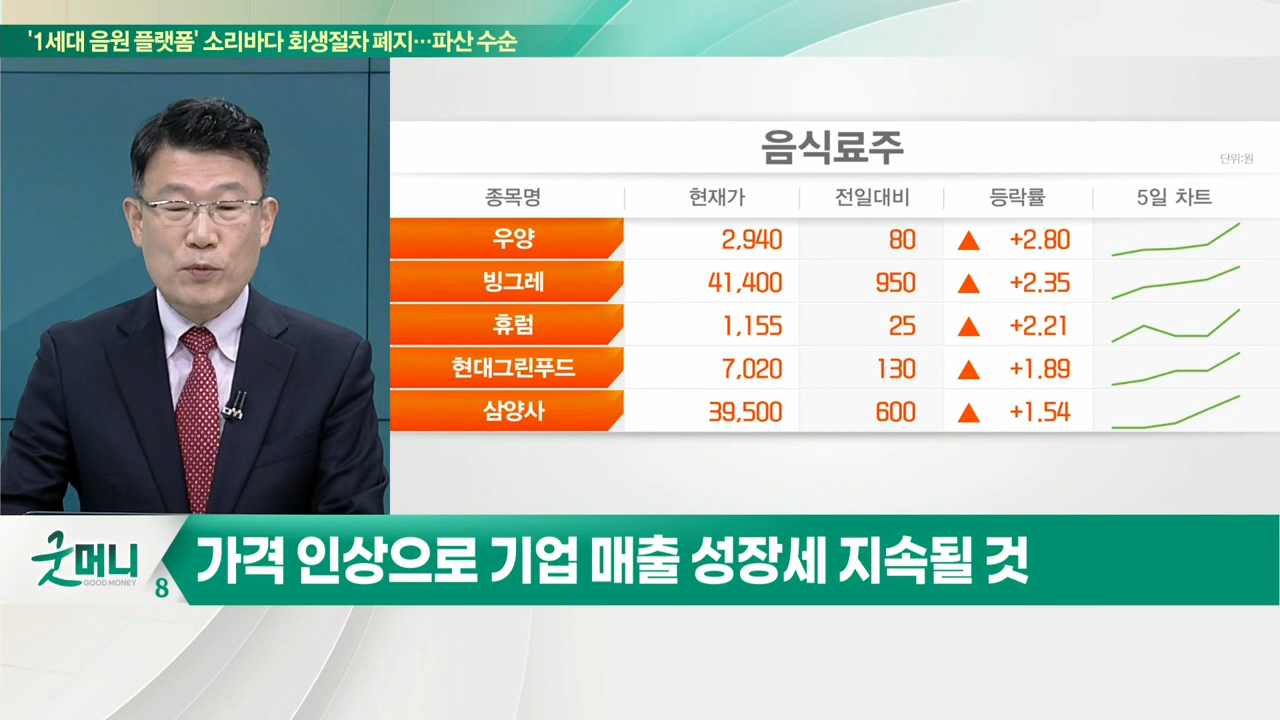 '1세대 음원 플랫폼' 소리바다 회생절차 폐지…파산 수순
음식료주
단위:원
종목명 현재가 전일대비 등락률 5일 차트
우양 2,940 80 ▲ +2.80
빙그레 41,400 950 ▲ +2.35
휴럼 1,155 25 ▲ +2.21
현대그린푸드 7,020 130 ▲ +1.89
삼양사 39,500 600 ▲ +1.54
굿머니
GOOD MONEY
8
가격 인상으로 기업 매출 성장세 지속될 것